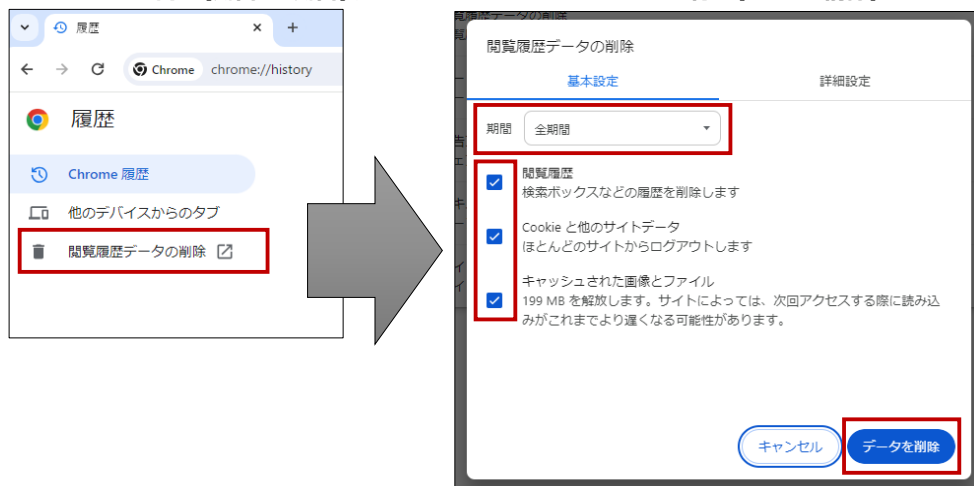 履歴
Chrome
chrome://history
履歴
Chrome 履歴
他のデバイスからのタブ
閲覧履歴データの削除
閲覧履歴データの削除
基本設定
詳細設定
期間
全期間
閲覧履歴
検索ボックスなどの履歴を削除します
Cookie と他のサイトデータ
ほとんどのサイトからログアウトします
キャッシュされた画像とファイル
199 MB を解放します。サイトによっては、次回アクセスする際に読み込
みがこれまでより遅くなる可能性があります。
キャンセル
データを削除